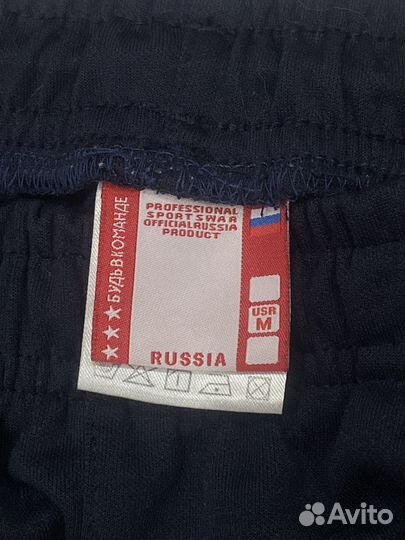 PROFESSIONAL
SPORTSWAR
OFFICIALRUSSIA
PRODUCT
БУДЬ В КОМАНДЕ
USR
M
RUSSIA
Avito